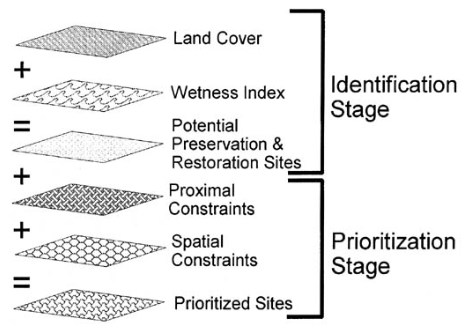 Land Cover
+
Wetness Index
=
Potential
Preservation &
Restoration Sites
Identification
Stage
+
Proximal
Constraints
+
Spatial
Constraints
=
Prioritized Sites
Prioritization
Stage